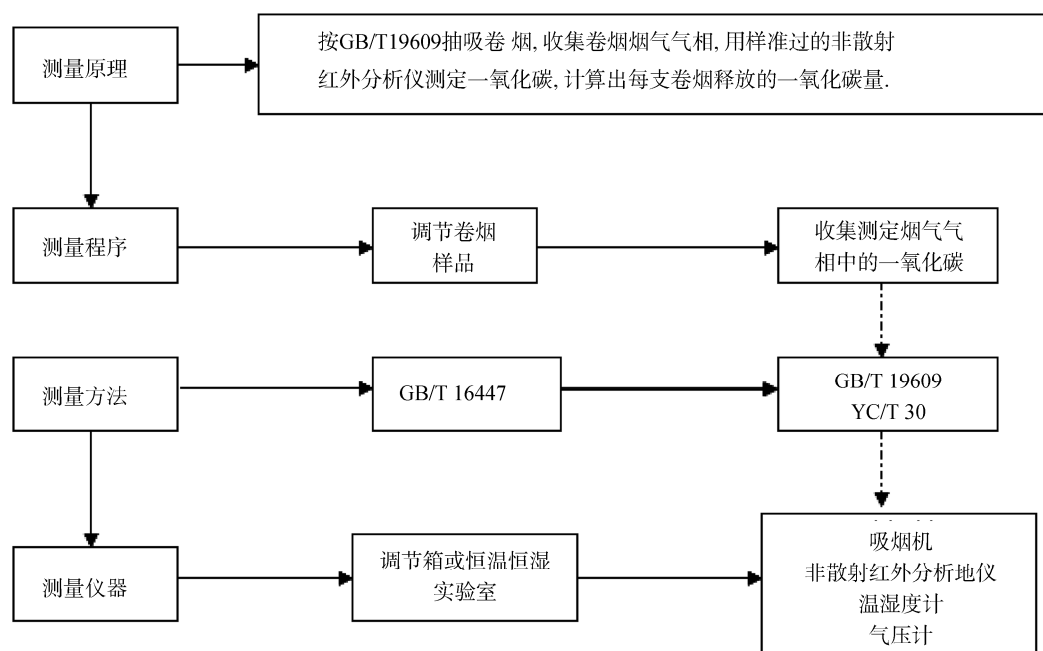 测量原理
按GB/T19609抽吸卷 烟, 收集卷烟烟气气相, 用样准过的非散射
红外分析仪测定一氧化碳, 计算出每支卷烟释放的一氧化碳量.
测量程序
调节卷烟
样品
收集测定烟气气
相中的一氧化碳
测量方法
GB/T 16447
GB/T 19609
YC/T 30
测量仪器
调节箱或恒温恒湿
实验室
吸烟机
非散射红外分析地仪
温湿度计
气压计